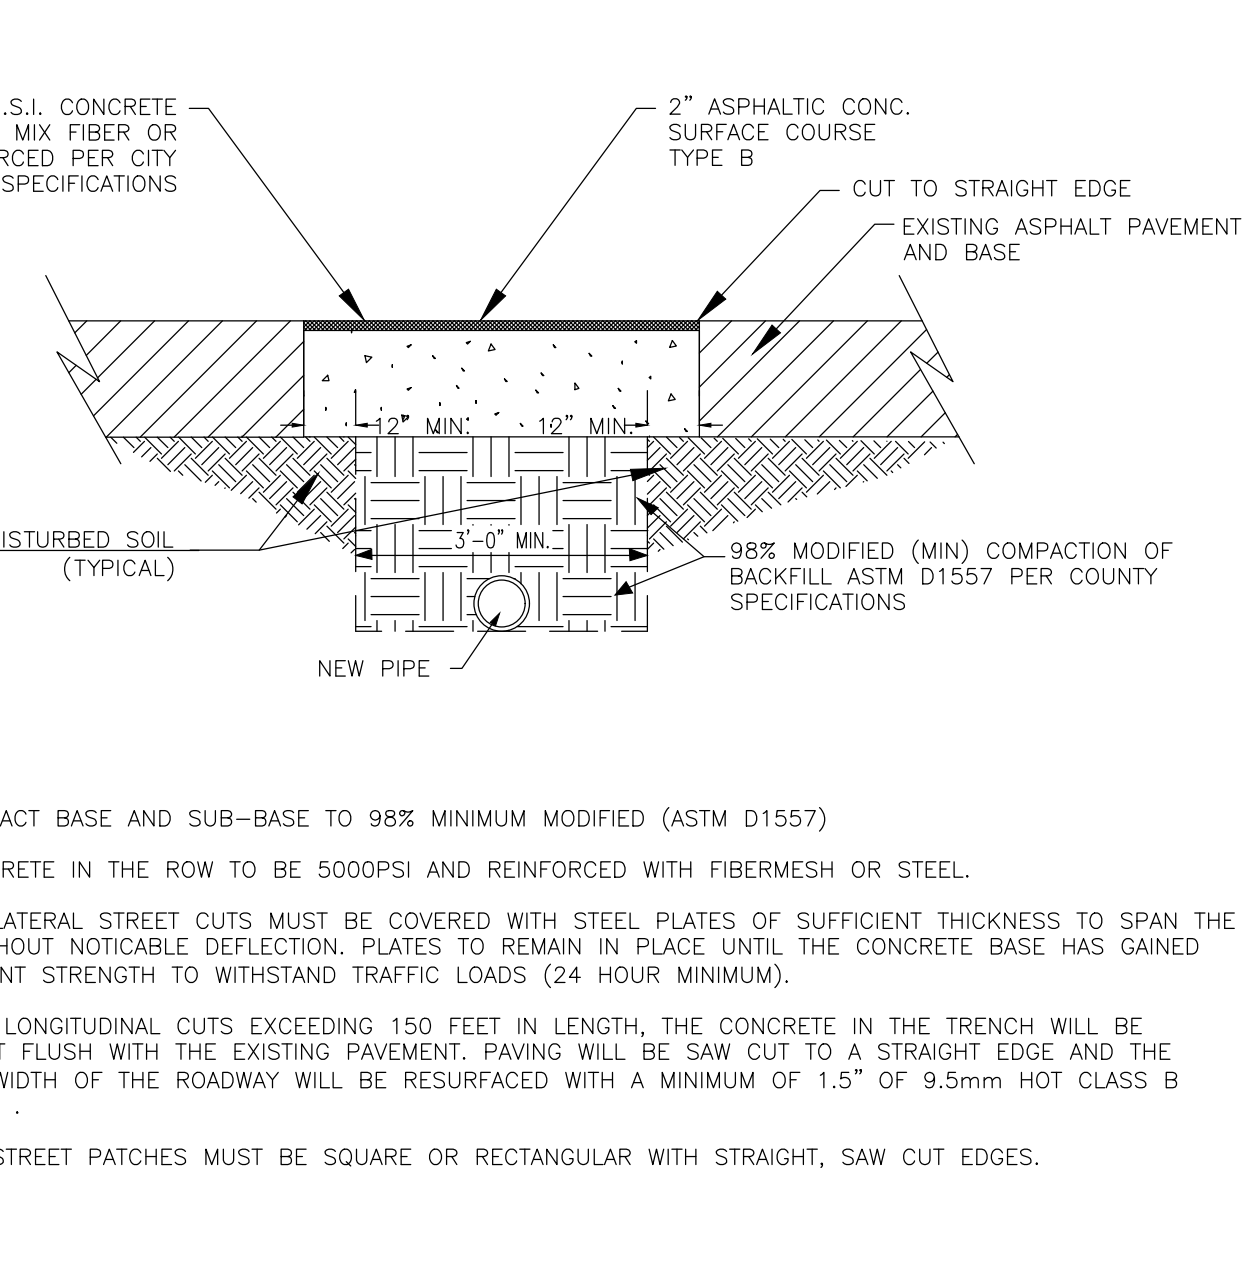 .S.I. CONCRETE
MIX FIBER OR
RCED PER CITY
SPECIFICATIONS
2” ASPHALTIC CONC.
SURFACE COURSE
TYPE B
CUT TO STRAIGHT EDGE
EXISTING ASPHALT PAVEMENT
AND BASE
12” MIN.
12” MIN.
ISTURBED SOIL
(TYPICAL)
3'-0” MIN.
98% MODIFIED (MIN) COMPACTION OF
BACKFILL ASTM D1557 PER COUNTY
SPECIFICATIONS
NEW PIPE
ACT BASE AND SUB-BASE TO 98% MINIMUM MODIFIED (ASTM D1557)
RETE IN THE ROW TO BE 5000PSI AND REINFORCED WITH FIBERMESH OR STEEL.
LATERAL STREET CUTS MUST BE COVERED WITH STEEL PLATES OF SUFFICIENT THICKNESS TO SPAN THE
HOUT NOTICABLE DEFLECTION. PLATES TO REMAIN IN PLACE UNTIL THE CONCRETE BASE HAS GAINED
NT STRENGTH TO WITHSTAND TRAFFIC LOADS (24 HOUR MINIMUM).
LONGITUDINAL CUTS EXCEEDING 150 FEET IN LENGTH, THE CONCRETE IN THE TRENCH WILL BE
T FLUSH WITH THE EXISTING PAVEMENT. PAVING WILL BE SAW CUT TO A STRAIGHT EDGE AND THE
WIDTH OF THE ROADWAY WILL BE RESURFACED WITH A MINIMUM OF 1.5” OF 9.5mm HOT CLASS B
.
STREET PATCHES MUST BE SQUARE OR RECTANGULAR WITH STRAIGHT, SAW CUT EDGES.